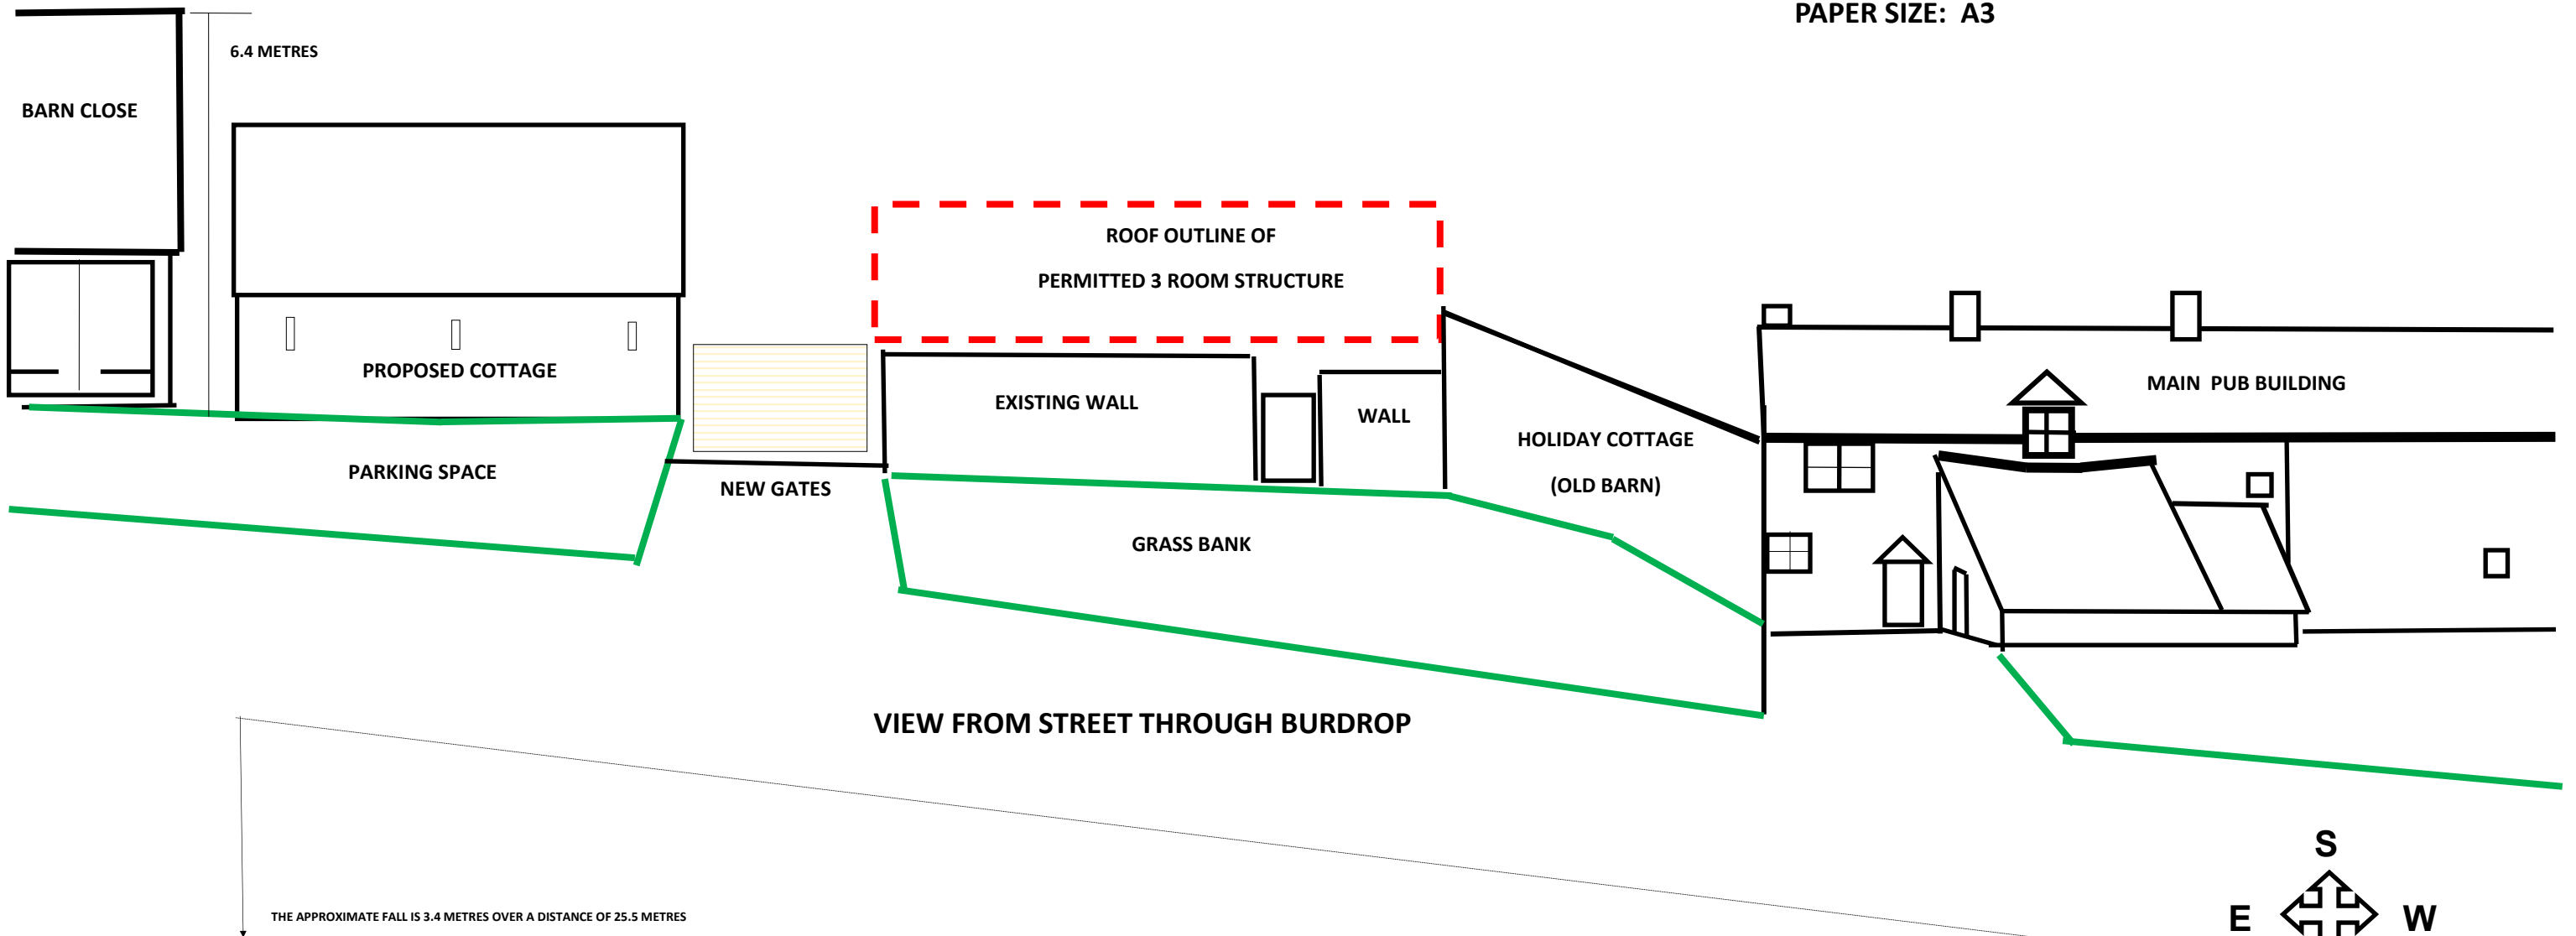 PAPER SIZE: A3
6.4 METRES
BARN CLOSE
ROOF OUTLINE OF
PERMITTED 3 ROOM STRUCTURE
PROPOSED COTTAGE
EXISTING WALL
WALL
MAIN PUB BUILDING
HOLIDAY COTTAGE
(OLD BARN)
PARKING SPACE
NEW GATES
GRASS BANK
VIEW FROM STREET THROUGH BURDROP
S
E
W
THE APPROXIMATE FALL IS 3.4 METRES OVER A DISTANCE OF 25.5 METRES